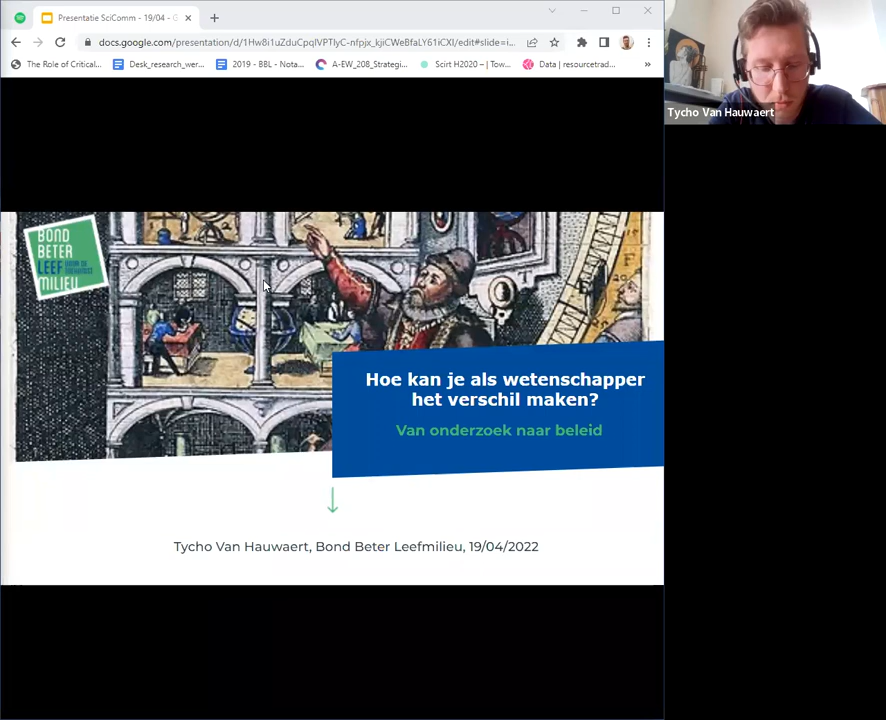 Presentatie SciComm - 19/04 - G
docs.google.com/presentation/d/1Hw8i1uZduCpqIVPTIyC-nfpjx_kjiCWeBfaLY61iCXI/edit#slide=i...
The Role of Critical...
Desk_research_wer...
2019 - BBL - Nota...
A-EW_208_Strategi...
Scirt H2020 – | Tow...
Data | resourcetrad...
»
Tycho Van Hauwaert
BOND
BETER
LEEF
MILIEU
Hoe kan je als wetenschapper
het verschil maken?
Van onderzoek naar beleid
Tycho Van Hauwaert, Bond Beter Leefmilieu, 19/04/2022